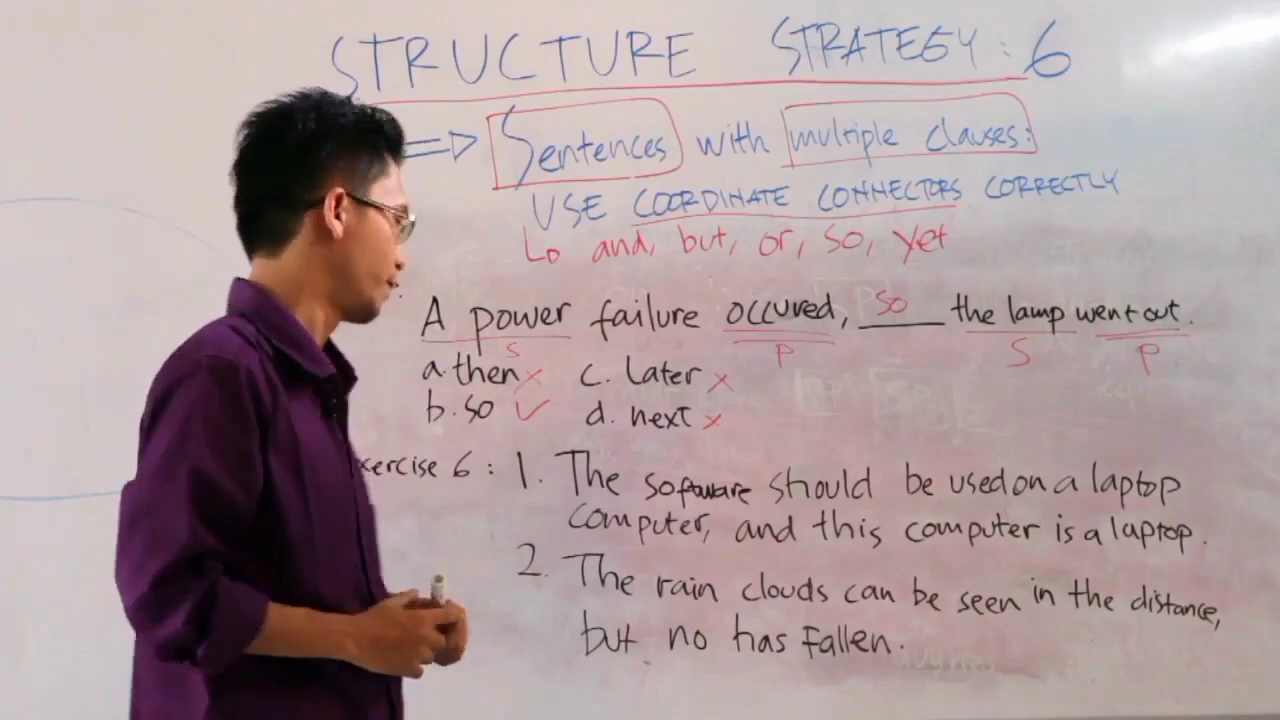 STRUCTURE STRATEGY : 6
⇒ Sentences with multiple clauses:
USE COORDINATE CONNECTORS CORRECTLY
↳ and, but, or, so, yet
A power failure occured, so the lamp went out.
S P S P
a. then x c. later x
b. so ✓ d. next x
xercise 6 : 1. The software should be used on a laptop
computer, and this computer is a laptop.
2. The rain clouds can be seen in the distance,
but no has fallen.